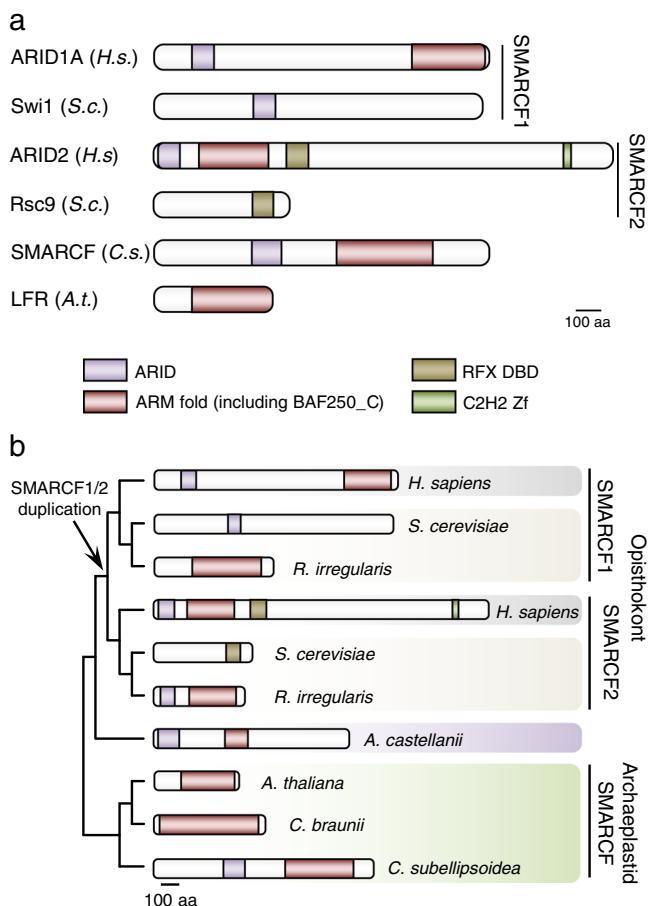 a
ARID1A (H.s.)
Swi1 (S.c.)
SMARCF1
ARID2 (H.s)
Rsc9 (S.c.)
SMARCF2
SMARCF (C.s.)
LFR (A.t.)
100 aa
ARID
RFX DBD
ARM fold (including BAF250_C)
C2H2 Zf
b
SMARCF1/2
duplication
H. sapiens
S. cerevisiae
R. irregularis
SMARCF1
H. sapiens
S. cerevisiae
R. irregularis
SMARCF2
Opisthokont
A. castellanii
A. thaliana
C. braunii
C. subellipsoidea
Archaeplastid
SMARCF
100 aa